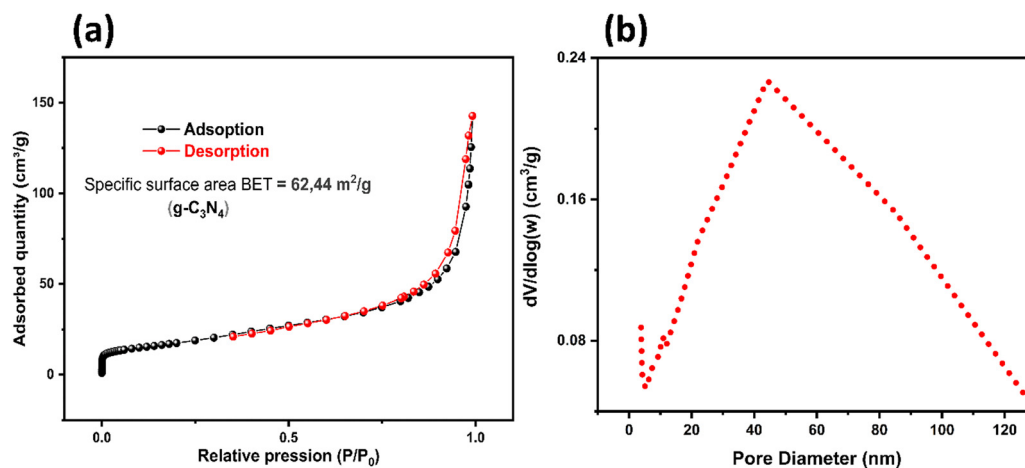 (a)
Adsorbed quantity (cm³/g)
150
100
50
0
Adsoption
Desorption
Specific surface area BET = 62,44 m²/g
(g-C₃N₄)
0.0
0.5
1.0
Relative pression (P/P₀)
(b)
dV/dlog(w) (cm³/g)
0.24
0.16
0.08
0
20
40
60
80
100
120
Pore Diameter (nm)